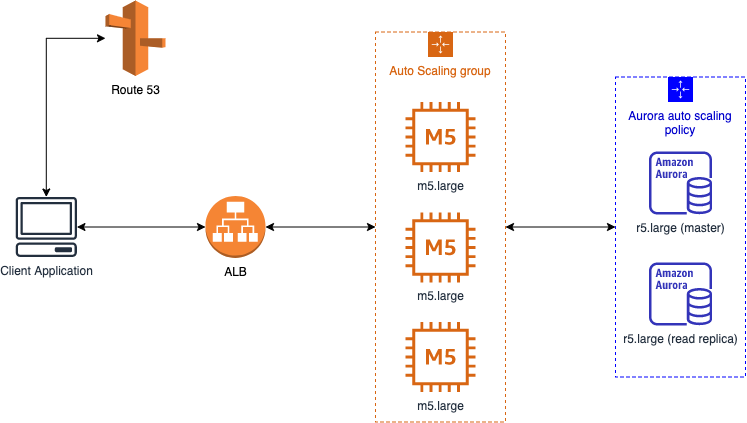 Route 53
Client Application
ALB
Auto Scaling group
M5
m5.large
M5
m5.large
M5
m5.large
Aurora auto scaling
policy
Amazon
Aurora
r5.large (master)
Amazon
Aurora
r5.large (read replica)